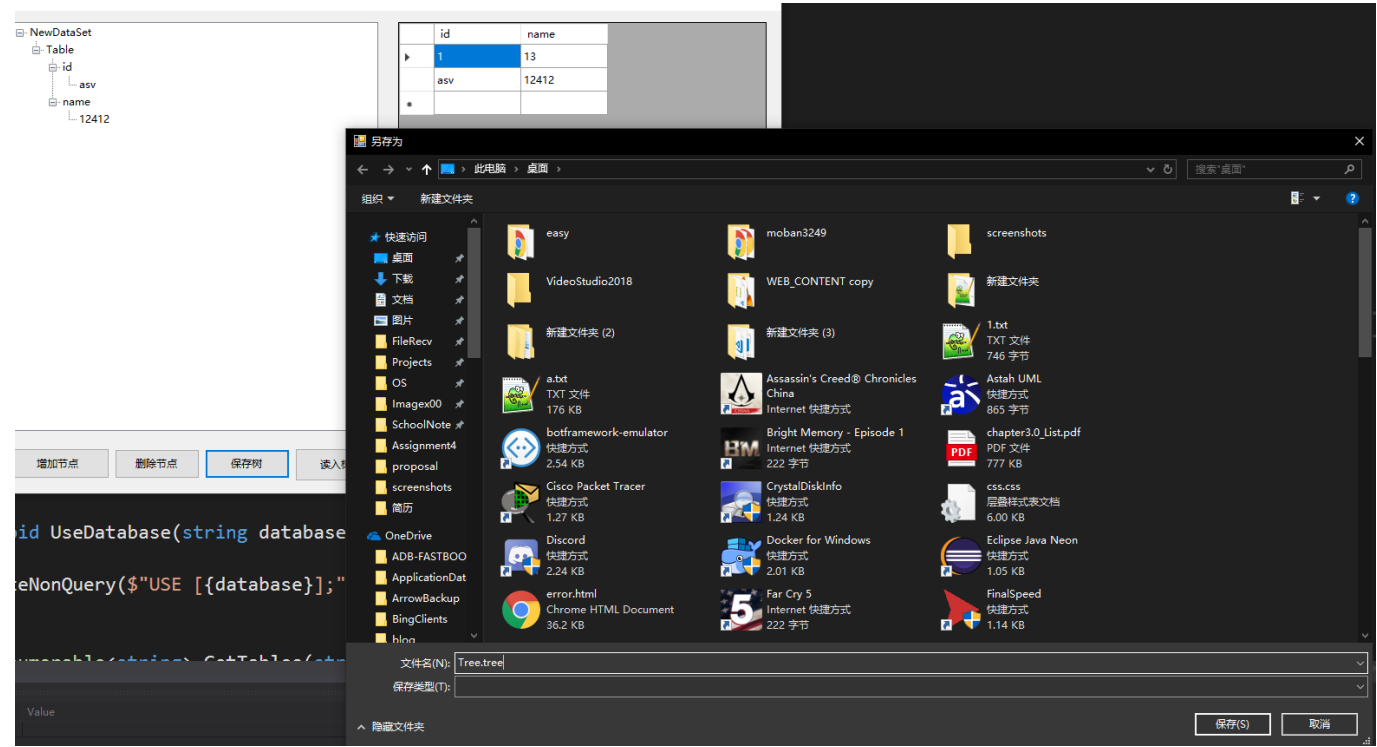 NewDataSet
Table
id
asv
name
12412
id name
1 13
asv 12412
增加节点 删除节点 保存树 读入
id UseDatabase(string database
eNonQuery($"USE [{database}];"
Value
另存为
此电脑 › 桌面 ›
搜索"桌面"
组织 新建文件夹
快速访问
桌面
下载
文档
图片
FileRecv
Projects
OS
Imagex00
SchoolNote
Assignment4
proposal
screenshots
简历
OneDrive
ADB-FASTBOO
ApplicationDat
ArrowBackup
BingClients
blog
easy
moban3249
screenshots
VideoStudio2018
WEB_CONTENT copy
新建文件夹
新建文件夹 (2)
新建文件夹 (3)
1.txt
TXT 文件
746 字节
a.txt
TXT 文件
176 KB
Assassin's Creed® Chronicles
China
Internet 快捷方式
Astah UML
快捷方式
865 字节
botframework-emulator
快捷方式
2.54 KB
Bright Memory - Episode 1
Internet 快捷方式
222 字节
chapter3.0_List.pdf
PDF 文件
777 KB
Cisco Packet Tracer
快捷方式
1.27 KB
CrystalDiskInfo
快捷方式
1.24 KB
css.css
层叠样式表文档
6.00 KB
Discord
快捷方式
2.24 KB
Docker for Windows
快捷方式
2.01 KB
Eclipse Java Neon
快捷方式
1.05 KB
error.html
Chrome HTML Document
36.2 KB
Far Cry 5
Internet 快捷方式
222 字节
FinalSpeed
快捷方式
1.14 KB
文件名(N): Tree.tree
保存类型(T):
隐藏文件夹
保存(S) 取消